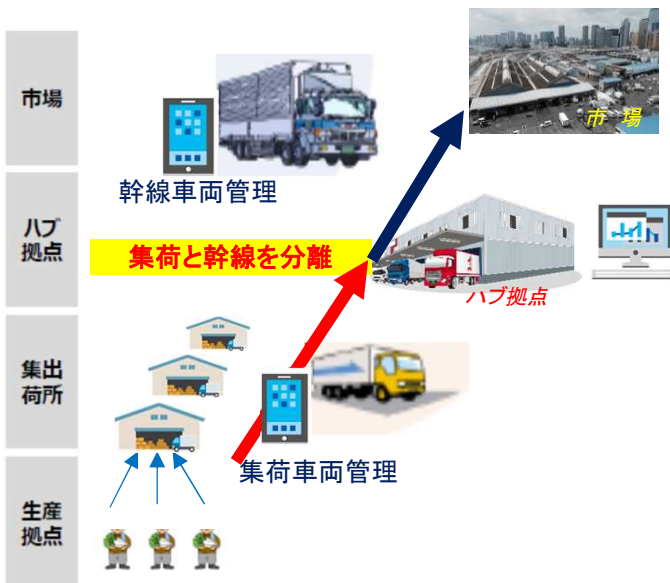 市場
市 場
幹線車両管理
ハブ
拠点
集荷と幹線を分離
ハブ拠点
集出
荷所
集荷車両管理
生産
拠点